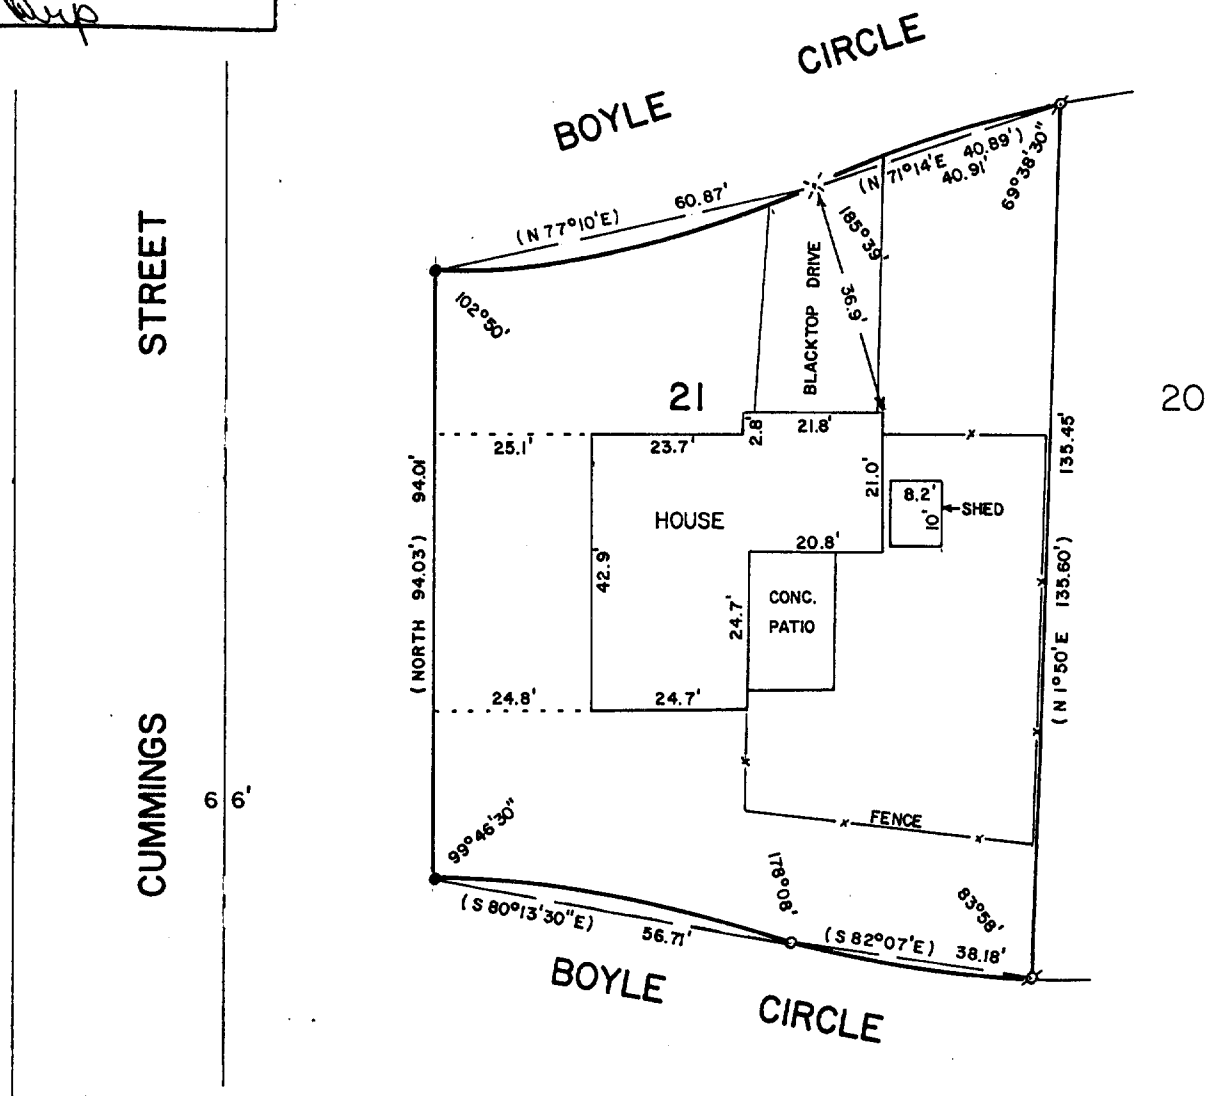 BOYLE CIRCLE
(N 77°10'E) 60.87'
(N 71°14'E 40.89')
40.91'
69°38'30"
185°39'
102°50'
36.9'
BLACKTOP DRIVE
STREET
21
20
25.1'
23.7'
2.8'
21.8'
21.0'
8.2'
10'
SHED
HOUSE
20.8'
42.9'
24.7'
CONC.
PATIO
(NORTH 94.03') 94.01'
135.45'
(N 1°50'E 135.60')
24.8'
24.7'
CUMMINGS
66'
FENCE
99°46'30"
178°08'
83°58'
(S 80°13'30"E)
56.71'
(S 82°07'E) 38.18'
BOYLE CIRCLE